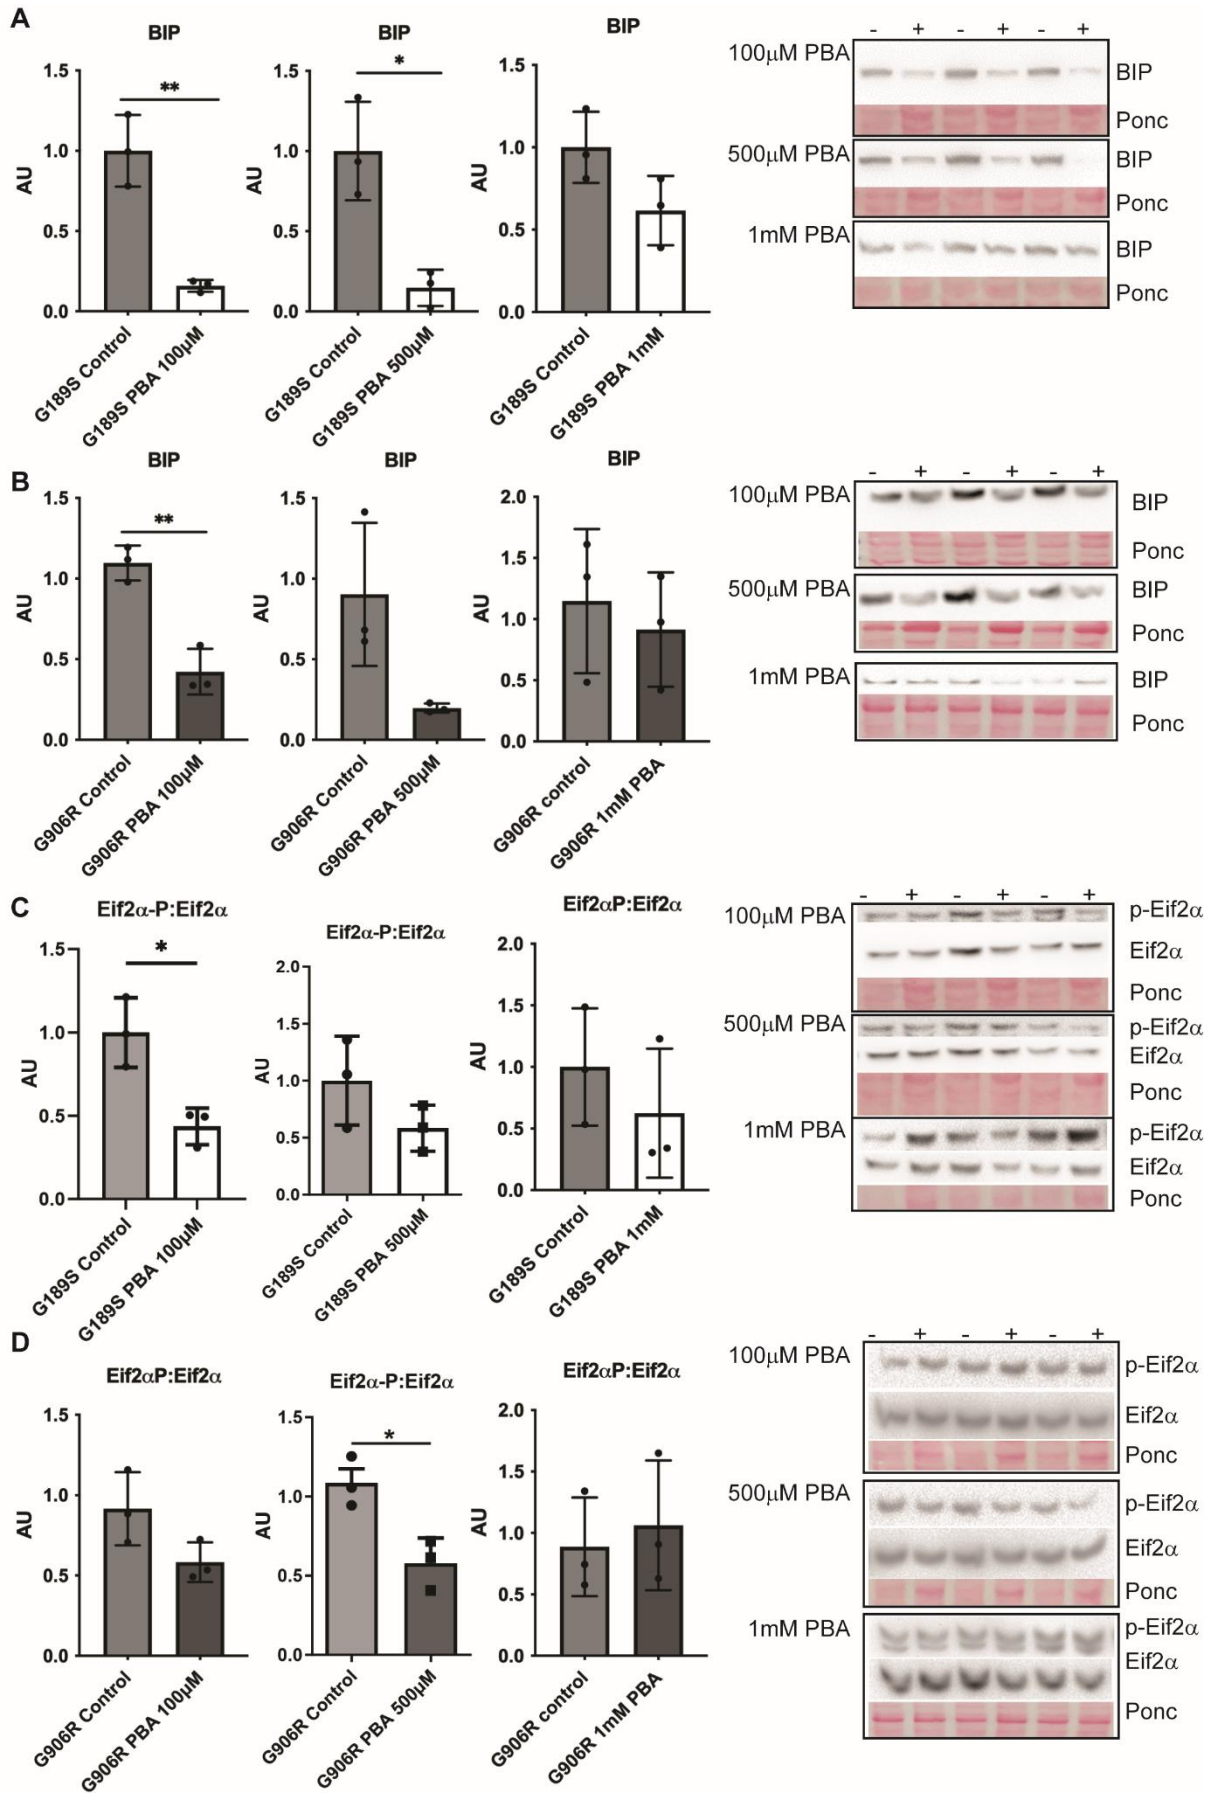 A
BIP
**
AU
1.5
1.0
0.5
0.0
G189S Control
G189S PBA 100µM
BIP
*
AU
1.5
1.0
0.5
0.0
G189S Control
G189S PBA 500µM
BIP
AU
1.5
1.0
0.5
0.0
G189S Control
G189S PBA 1mM
- + - + - +
100µM PBA
BIP
Ponc
500µM PBA
BIP
Ponc
1mM PBA
BIP
Ponc
B
BIP
**
AU
1.5
1.0
0.5
0.0
G906R Control
G906R PBA 100µM
BIP
AU
1.5
1.0
0.5
0.0
G906R Control
G906R PBA 500µM
BIP
AU
2.0
1.5
1.0
0.5
0.0
G906R control
G906R 1mM PBA
- + - + - +
100µM PBA
BIP
Ponc
500µM PBA
BIP
Ponc
1mM PBA
BIP
Ponc
C
Eif2α-P:Eif2α
*
AU
1.5
1.0
0.5
0.0
G189S Control
G189S PBA 100µM
Eif2α-P:Eif2α
AU
2.0
1.5
1.0
0.5
0.0
G189S Control
G189S PBA 500µM
Eif2αP:Eif2α
AU
2.0
1.5
1.0
0.5
0.0
G189S Control
G189S PBA 1mM
- + - + - +
100µM PBA
p-Eif2α
Eif2α
Ponc
500µM PBA
p-Eif2α
Eif2α
Ponc
1mM PBA
p-Eif2α
Eif2α
Ponc
D
Eif2αP:Eif2α
AU
1.5
1.0
0.5
0.0
G906R Control
G906R PBA 100µM
Eif2α-P:Eif2α
*
AU
1.5
1.0
0.5
0.0
G906R Control
G906R PBA 500µM
Eif2αP:Eif2α
AU
2.0
1.5
1.0
0.5
0.0
G906R control
G906R 1mM PBA
- + - + - +
100µM PBA
p-Eif2α
Eif2α
Ponc
500µM PBA
p-Eif2α
Eif2α
Ponc
1mM PBA
p-Eif2α
Eif2α
Ponc